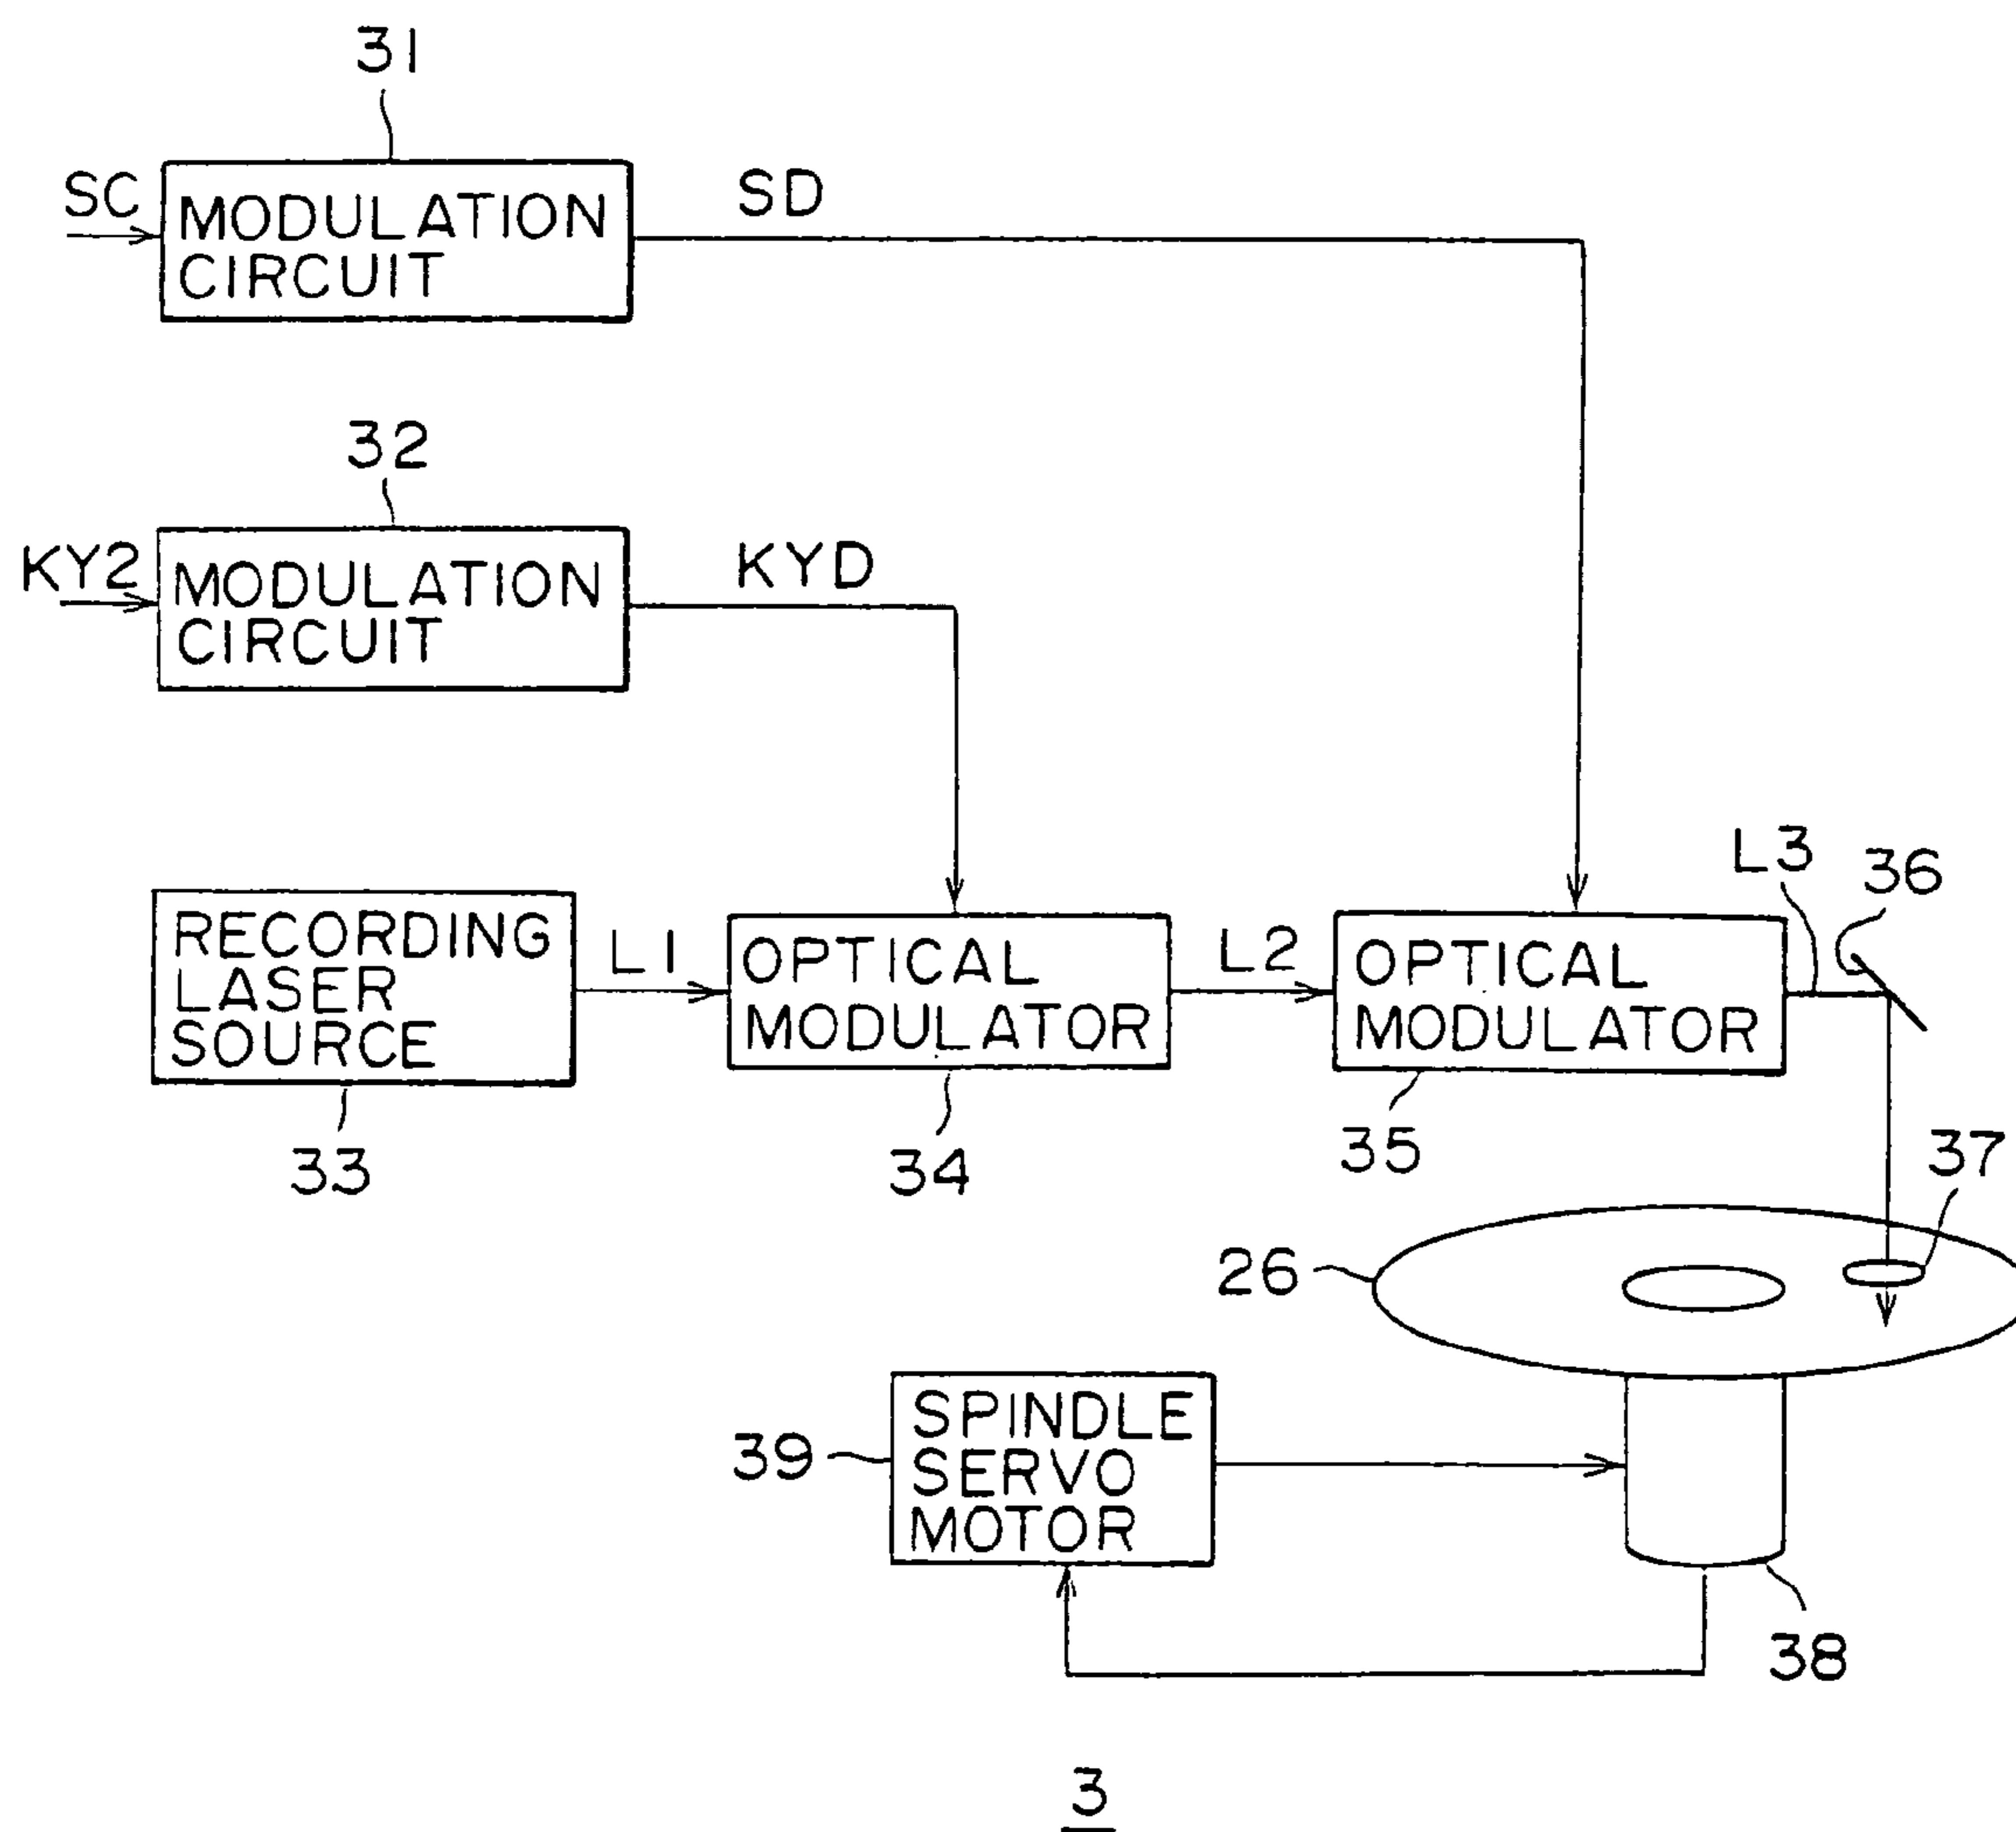 31
SC
MODULATION
CIRCUIT
SD
32
KY2
MODULATION
CIRCUIT
KYD
RECORDING
LASER
SOURCE
33
L1
OPTICAL
MODULATOR
34
L2
OPTICAL
MODULATOR
35
L3
36
37
26
39
SPINDLE
SERVO
MOTOR
38
3